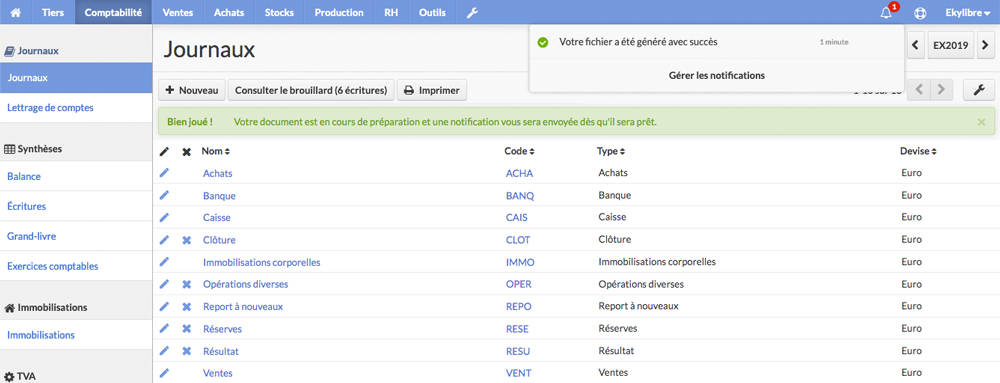 Tiers Comptabilité Ventes Achats Stocks Production RH Outils 1 Ekylibre
Journaux
Journaux
Lettrage de comptes
Synthèses
Balance
Écritures
Grand-livre
Exercices comptables
Immobilisations
Immobilisations
TVA
Journaux
Votre fichier a été généré avec succès 1 minute
Gérer les notifications
EX2019
Nouveau Consulter le brouillard (6 écritures) Imprimer
Bien joué ! Votre document est en cours de préparation et une notification vous sera envoyée dès qu'il sera prêt.
Nom Code Type Devise
Achats ACHA Achats Euro
Banque BANQ Banque Euro
Caisse CAIS Caisse Euro
Clôture CLOT Clôture Euro
Immobilisations corporelles IMMO Immobilisations corporelles Euro
Opérations diverses OPER Opérations diverses Euro
Report à nouveaux REPO Report à nouveaux Euro
Réserves RESE Réserves Euro
Résultat RESU Résultat Euro
Ventes VENT Ventes Euro